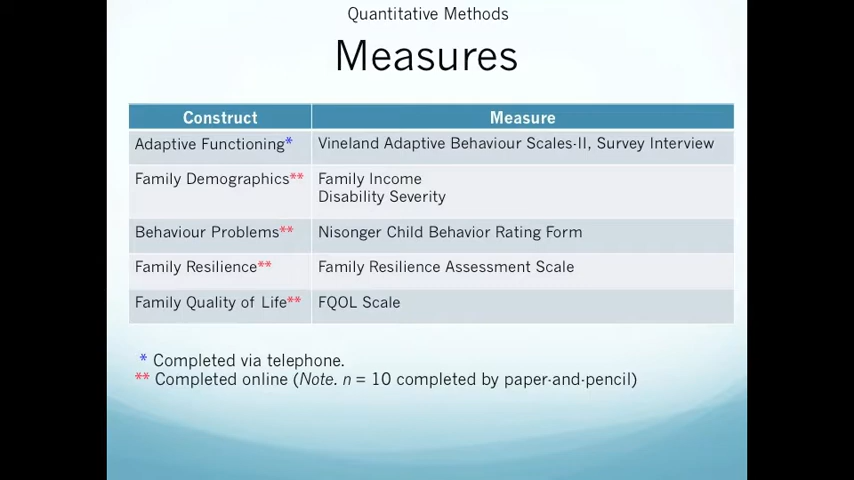 Quantitative Methods
Measures
Construct Measure
Adaptive Functioning* Vineland Adaptive Behaviour Scales-II, Survey Interview
Family Demographics** Family Income
Disability Severity
Behaviour Problems** Nisonger Child Behavior Rating Form
Family Resilience** Family Resilience Assessment Scale
Family Quality of Life** FQOL Scale
* Completed via telephone.
** Completed online (Note. n = 10 completed by paper-and-pencil)